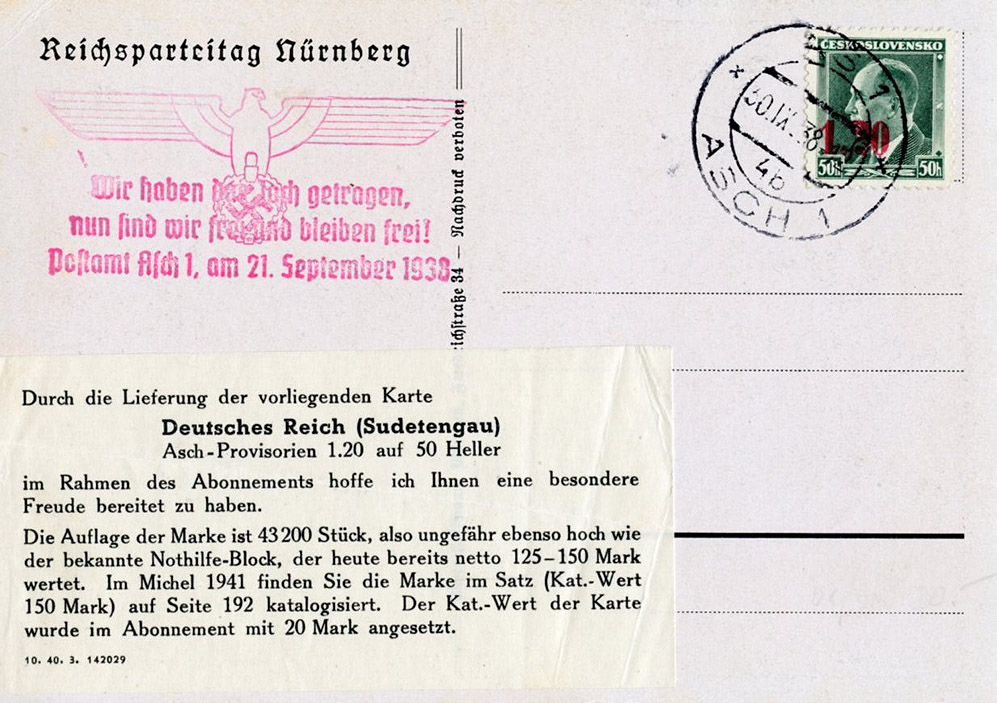 Reichsparteitag Nürnberg
Wir haben das Joch getragen,
nun sind wir frei und bleiben frei!
Postamt Asch 1, am 21. September 1938
Nachdruck verboten
ČESKOSLOVENSKO
1 20
50h 50h
30.IX.38
4b
ASCH 1
Durch die Lieferung der vorliegenden Karte
Deutsches Reich (Sudetengau)
Asch-Provisorien 1.20 auf 50 Heller
im Rahmen des Abonnements hoffe ich Ihnen eine besondere
Freude bereitet zu haben.
Die Auflage der Marke ist 43200 Stück, also ungefähr ebenso hoch wie
der bekannte Nothilfe-Block, der heute bereits netto 125-150 Mark
wertet. Im Michel 1941 finden Sie die Marke im Satz (Kat.-Wert
150 Mark) auf Seite 192 katalogisiert. Der Kat.-Wert der Karte
wurde im Abonnement mit 20 Mark angesetzt.
10. 40. 3. 142029